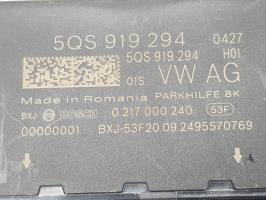 5QS 919 294 0427
5QS 919 294 H01
01S VW AG
Made in Romania PARKHILFE 8K
BXJ BOSCH 0 217 000 240 53F
00000001 BXJ-53F20 09.2495570769